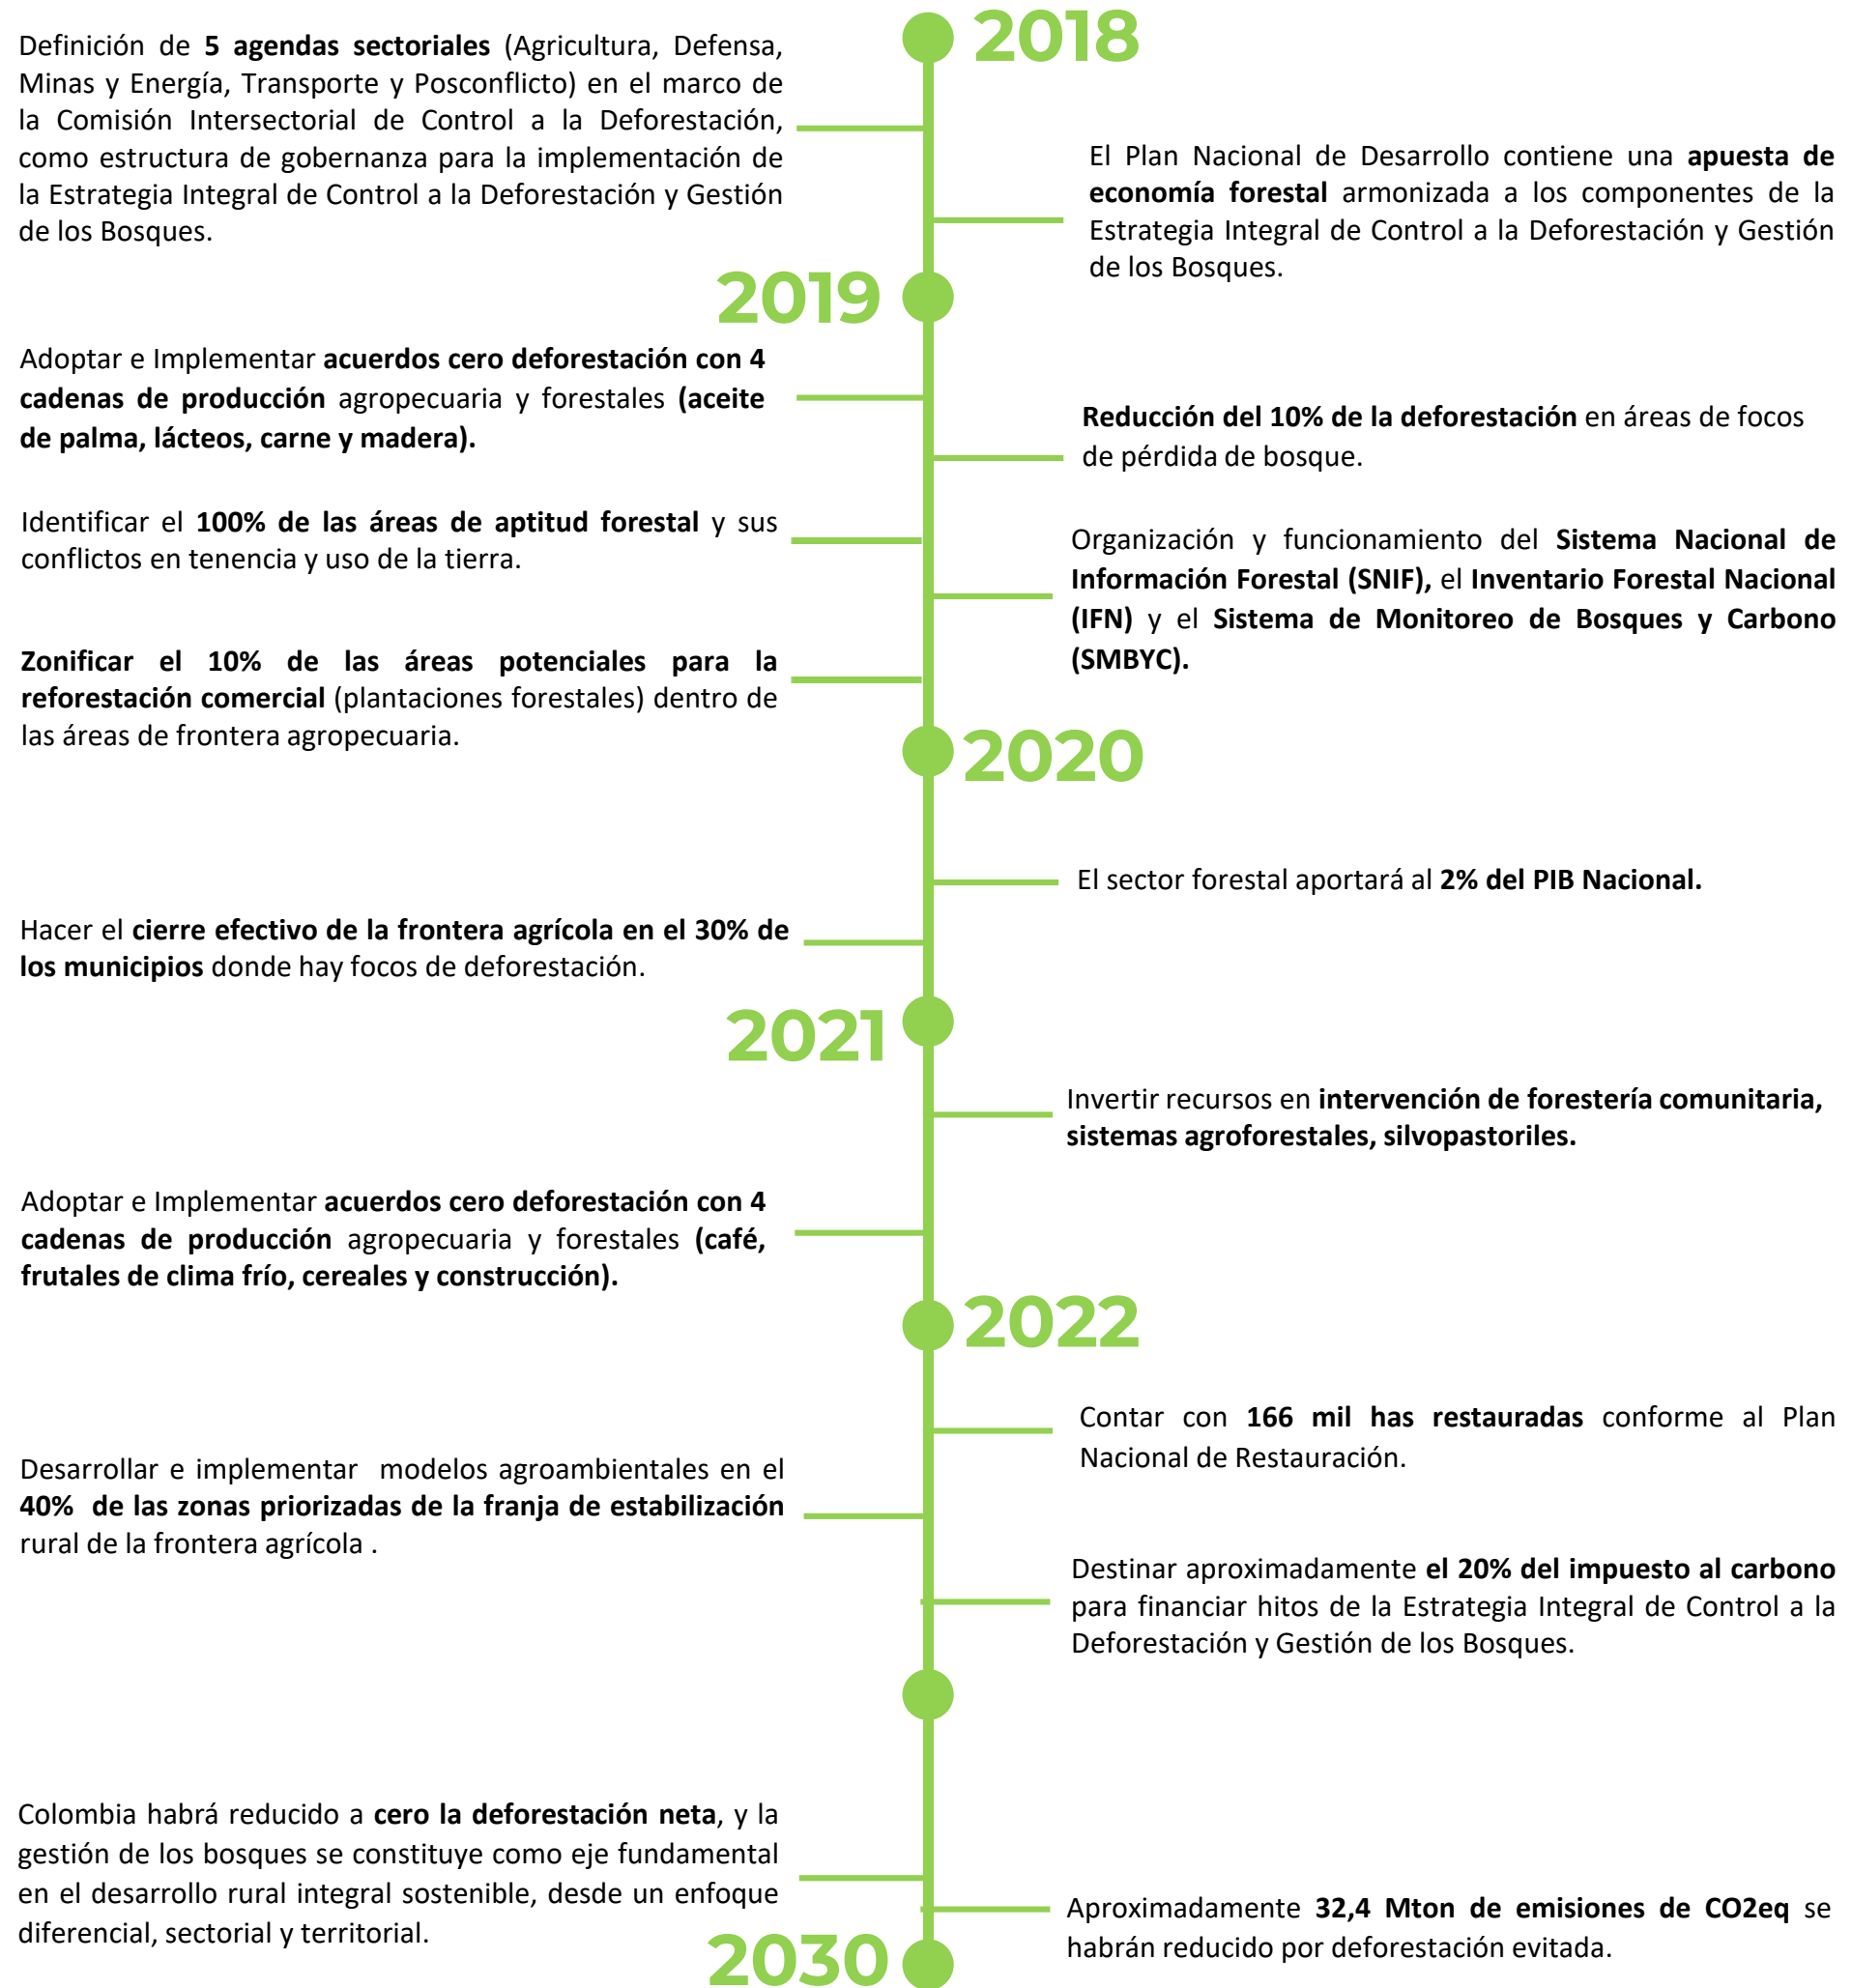 2018
Definición de 5 agendas sectoriales (Agricultura, Defensa,
Minas y Energía, Transporte y Posconflicto) en el marco de
la Comisión Intersectorial de Control a la Deforestación,
como estructura de gobernanza para la implementación de
la Estrategia Integral de Control a la Deforestación y Gestión
de los Bosques.
El Plan Nacional de Desarrollo contiene una apuesta de
economía forestal armonizada a los componentes de la
Estrategia Integral de Control a la Deforestación y Gestión
de los Bosques.
2019
Adoptar e Implementar acuerdos cero deforestación con 4
cadenas de producción agropecuaria y forestales (aceite
de palma, lácteos, carne y madera).
Reducción del 10% de la deforestación en áreas de focos
de pérdida de bosque.
Identificar el 100% de las áreas de aptitud forestal y sus
conflictos en tenencia y uso de la tierra.
Organización y funcionamiento del Sistema Nacional de
Información Forestal (SNIF), el Inventario Forestal Nacional
(IFN) y el Sistema de Monitoreo de Bosques y Carbono
(SMBYC).
Zonificar el 10% de las áreas potenciales para la
reforestación comercial (plantaciones forestales) dentro de
las áreas de frontera agropecuaria.
2020
El sector forestal aportará al 2% del PIB Nacional.
Hacer el cierre efectivo de la frontera agrícola en el 30% de
los municipios donde hay focos de deforestación.
2021
Invertir recursos en intervención de forestería comunitaria,
sistemas agroforestales, silvopastoriles.
Adoptar e Implementar acuerdos cero deforestación con 4
cadenas de producción agropecuaria y forestales (café,
frutales de clima frío, cereales y construcción).
2022
Contar con 166 mil has restauradas conforme al Plan
Nacional de Restauración.
Desarrollar e implementar modelos agroambientales en el
40% de las zonas priorizadas de la franja de estabilización
rural de la frontera agrícola .
Destinar aproximadamente el 20% del impuesto al carbono
para financiar hitos de la Estrategia Integral de Control a la
Deforestación y Gestión de los Bosques.
Colombia habrá reducido a cero la deforestación neta, y la
gestión de los bosques se constituye como eje fundamental
en el desarrollo rural integral sostenible, desde un enfoque
diferencial, sectorial y territorial.
Aproximadamente 32,4 Mton de emisiones de CO2eq se
habrán reducido por deforestación evitada.
2030